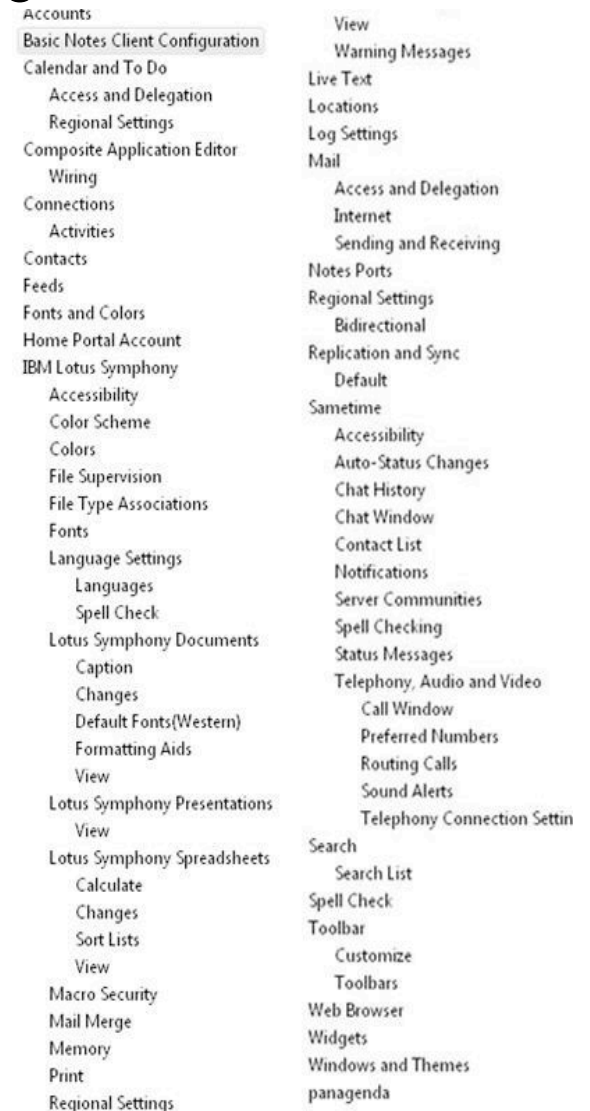 Accounts
Basic Notes Client Configuration
Calendar and To Do
Access and Delegation
Regional Settings
Composite Application Editor
Wiring
Connections
Activities
Contacts
Feeds
Fonts and Colors
Home Portal Account
IBM Lotus Symphony
Accessibility
Color Scheme
Colors
File Supervision
File Type Associations
Fonts
Language Settings
Languages
Spell Check
Lotus Symphony Documents
Caption
Changes
Default Fonts(Western)
Formatting Aids
View
Lotus Symphony Presentations
View
Lotus Symphony Spreadsheets
Calculate
Changes
Sort Lists
View
Macro Security
Mail Merge
Memory
Print
Regional Settings
View
Warning Messages
Live Text
Locations
Log Settings
Mail
Access and Delegation
Internet
Sending and Receiving
Notes Ports
Regional Settings
Bidirectional
Replication and Sync
Default
Sametime
Accessibility
Auto-Status Changes
Chat History
Chat Window
Contact List
Notifications
Server Communities
Spell Checking
Status Messages
Telephony, Audio and Video
Call Window
Preferred Numbers
Routing Calls
Sound Alerts
Telephony Connection Settin
Search
Search List
Spell Check
Toolbar
Customize
Toolbars
Web Browser
Widgets
Windows and Themes
panagenda